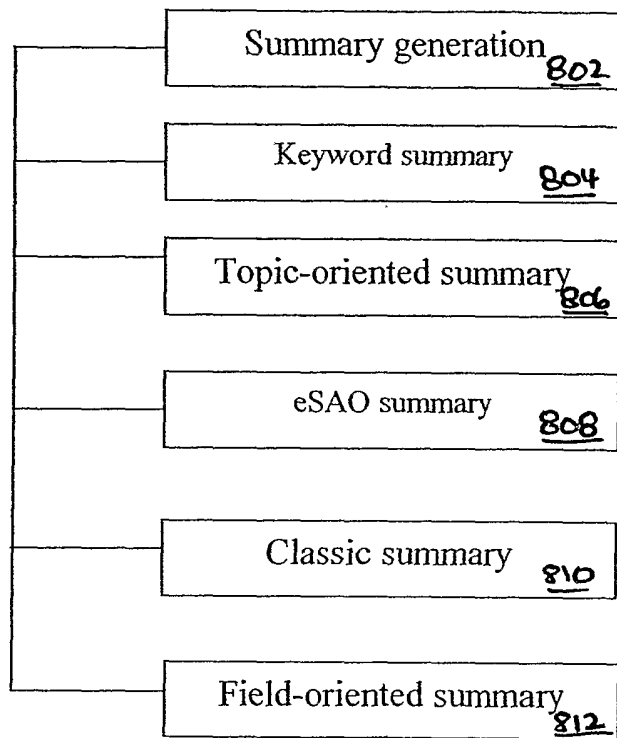 Summary generation
802
Keyword summary
804
Topic-oriented summary
806
eSAO summary
808
Classic summary
810
Field-oriented summary
812